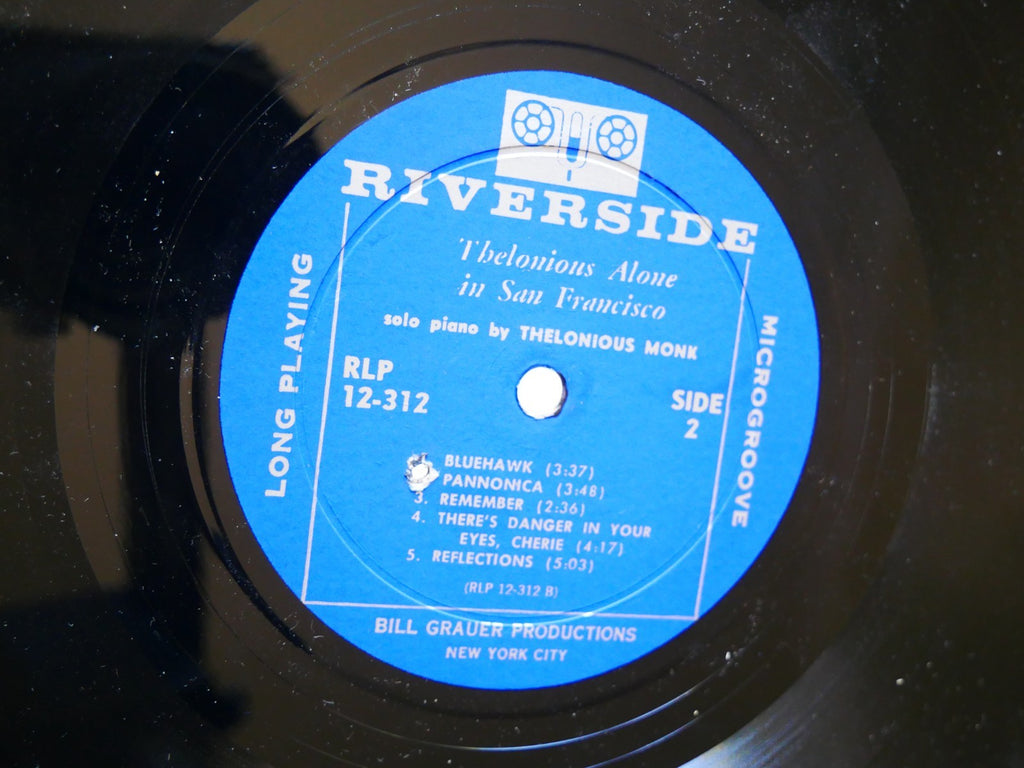 RIVERSIDE
Thelonious Alone
in San Francisco
solo piano by THELONIOUS MONK
RLP
12-312
SIDE
2
LONG PLAYING
MICROGROOVE
BLUEHAWK (3:37)
PANNONICA (3:48)
3. REMEMBER (2:36)
4. THERE'S DANGER IN YOUR
EYES, CHERIE (4:17)
5. REFLECTIONS (5:03)
(RLP 12-312 B)
BILL GRAUER PRODUCTIONS
NEW YORK CITY